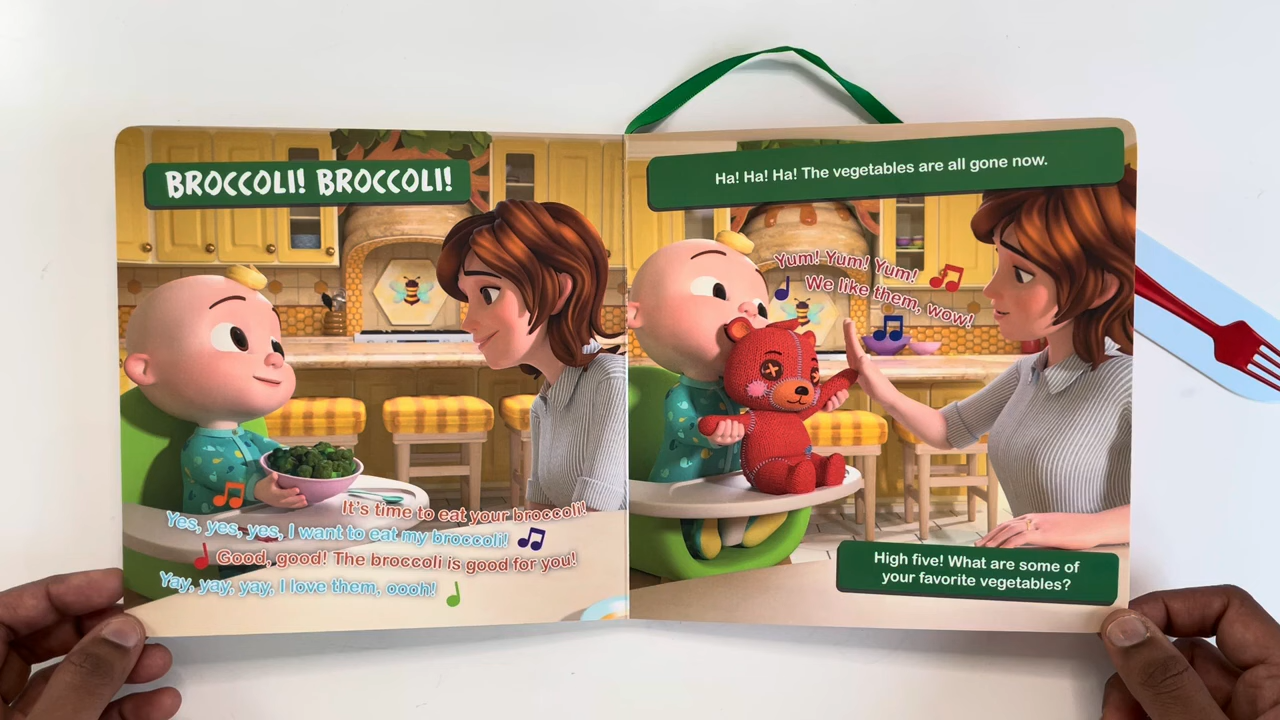 BROCCOLI! BROCCOLI!
It's time to eat your broccoli!
Yes, yes, yes, I want to eat my broccoli!
Good, good! The broccoli is good for you!
Yay, yay, yay, I love them, oooh!
Ha! Ha! Ha! The vegetables are all gone now.
Yum! Yum! Yum!
We like them, wow!
High five! What are some of
your favorite vegetables?